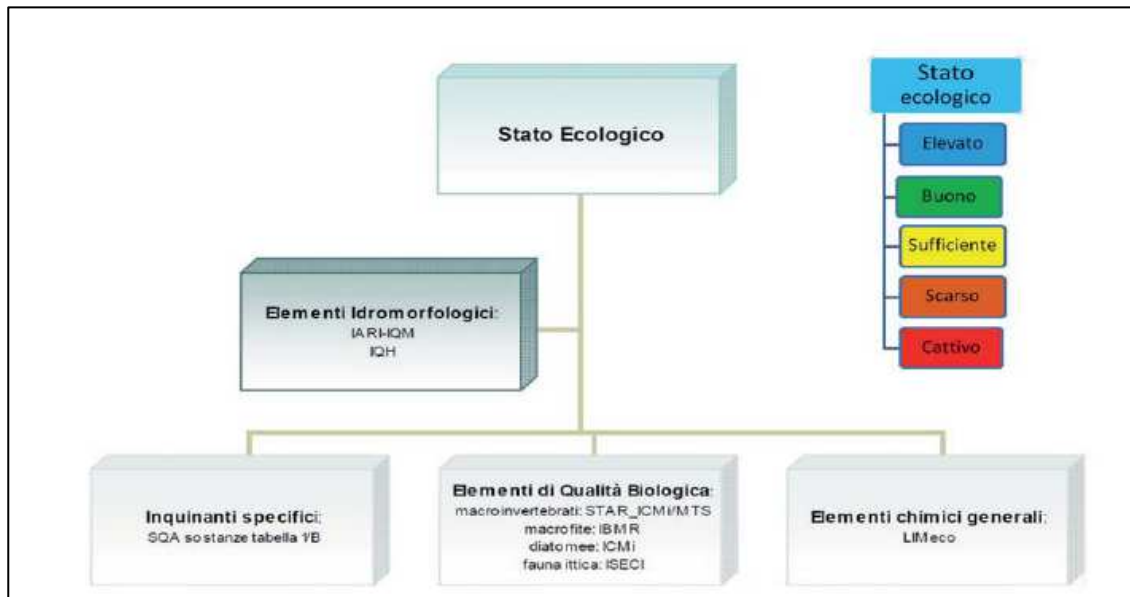 Stato Ecologico
Stato
ecologico
Elevato
Buono
Sufficiente
Scarso
Cattivo
Elementi Idromorfologici:
IARI-IQM
IQH
Inquinanti specifici:
SQA sostanze tabella 1/B
Elementi di Qualità Biologica:
macroinvertebrati: STAR_ICMi/MTS
macrofite: IBMR
diatomee: ICMi
fauna ittica: ISECI
Elementi chimici generali:
LIMeco